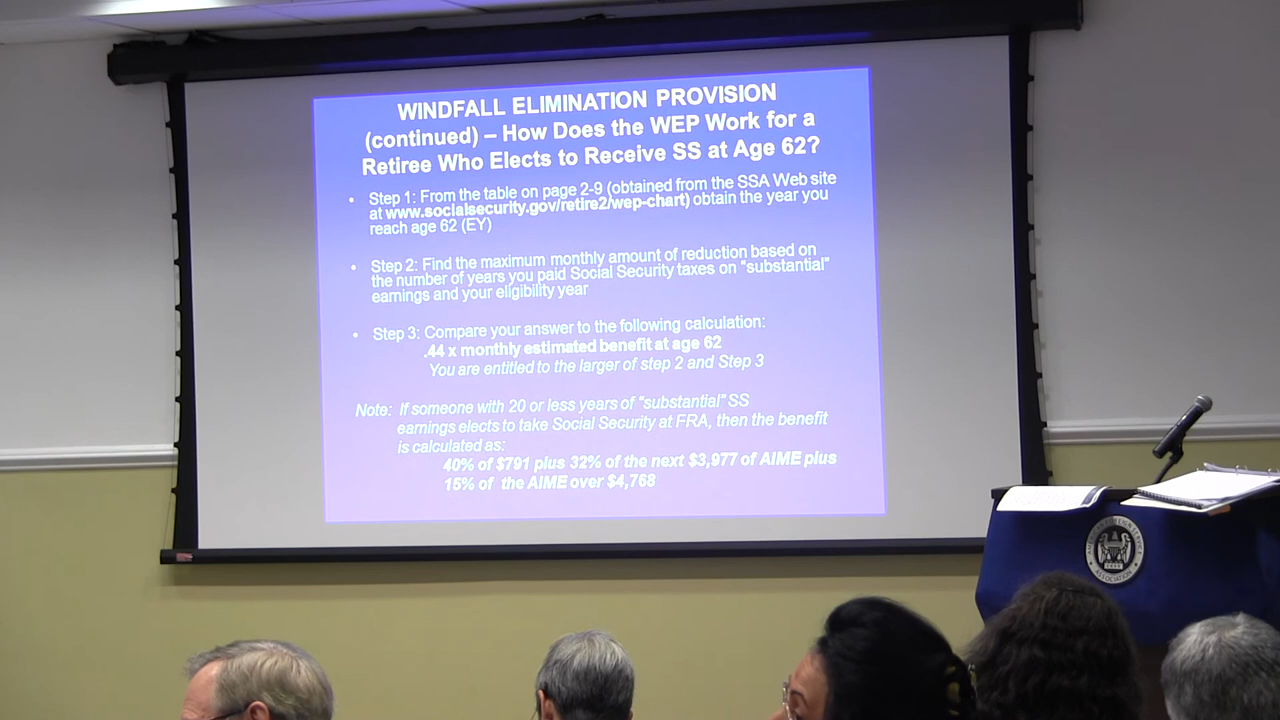 WINDFALL ELIMINATION PROVISION
(continued) – How Does the WEP Work for a
Retiree Who Elects to Receive SS at Age 62?
• Step 1: From the table on page 2-9 (obtained from the SSA Web site
at www.socialsecurity.gov/retire2/wep-chart) obtain the year you
reach age 62 (EY)
• Step 2: Find the maximum monthly amount of reduction based on
the number of years you paid Social Security taxes on "substantial"
earnings and your eligibility year
• Step 3: Compare your answer to the following calculation:
.44 x monthly estimated benefit at age 62
You are entitled to the larger of step 2 and Step 3
Note: If someone with 20 or less years of "substantial" SS
earnings elects to take Social Security at FRA, then the benefit
is calculated as:
40% of $791 plus 32% of the next $3,977 of AIME plus
15% of the AIME over $4,768
AMERICAN FOREIGN SERVICE
ASSOCIATION